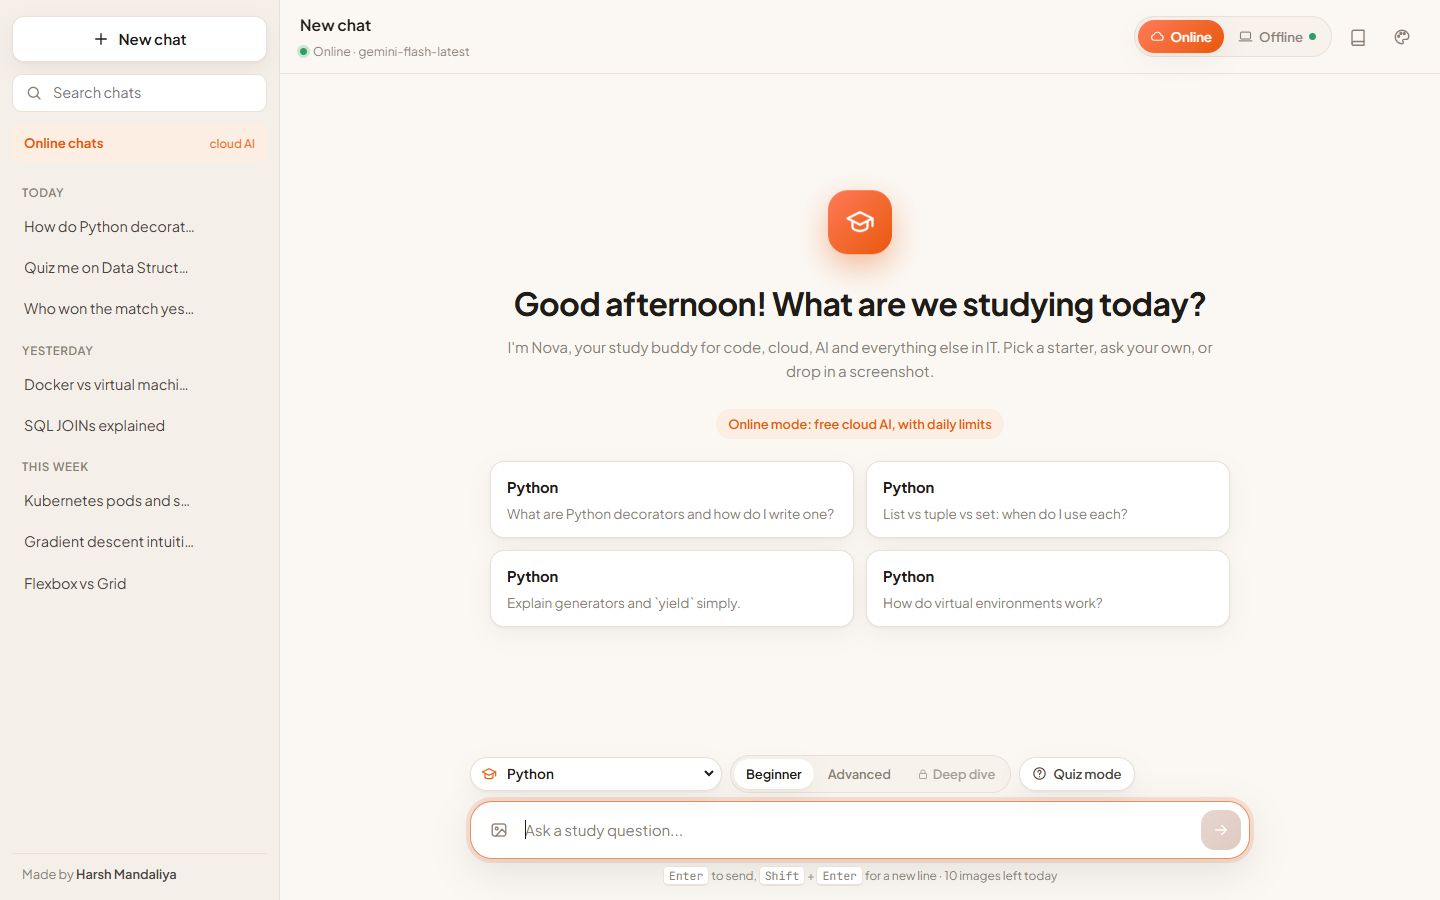 New chat
Search chats
Online chats
cloud AI
TODAY
How do Python decorat...
Quiz me on Data Struct...
Who won the match yes...
YESTERDAY
Docker vs virtual machi...
SQL JOINs explained
THIS WEEK
Kubernetes pods and s...
Gradient descent intuiti...
Flexbox vs Grid
Made by Harsh Mandaliya
New chat
Online · gemini-flash-latest
Online
Offline
Good afternoon! What are we studying today?
I'm Nova, your study buddy for code, cloud, AI and everything else in IT. Pick a starter, ask your own, or
drop in a screenshot.
Online mode: free cloud AI, with daily limits
Python
What are Python decorators and how do I write one?
Python
List vs tuple vs set: when do I use each?
Python
Explain generators and `yield` simply.
Python
How do virtual environments work?
Python
Beginner
Advanced
Deep dive
Quiz mode
Ask a study question...
Enter to send, Shift + Enter for a new line · 10 images left today